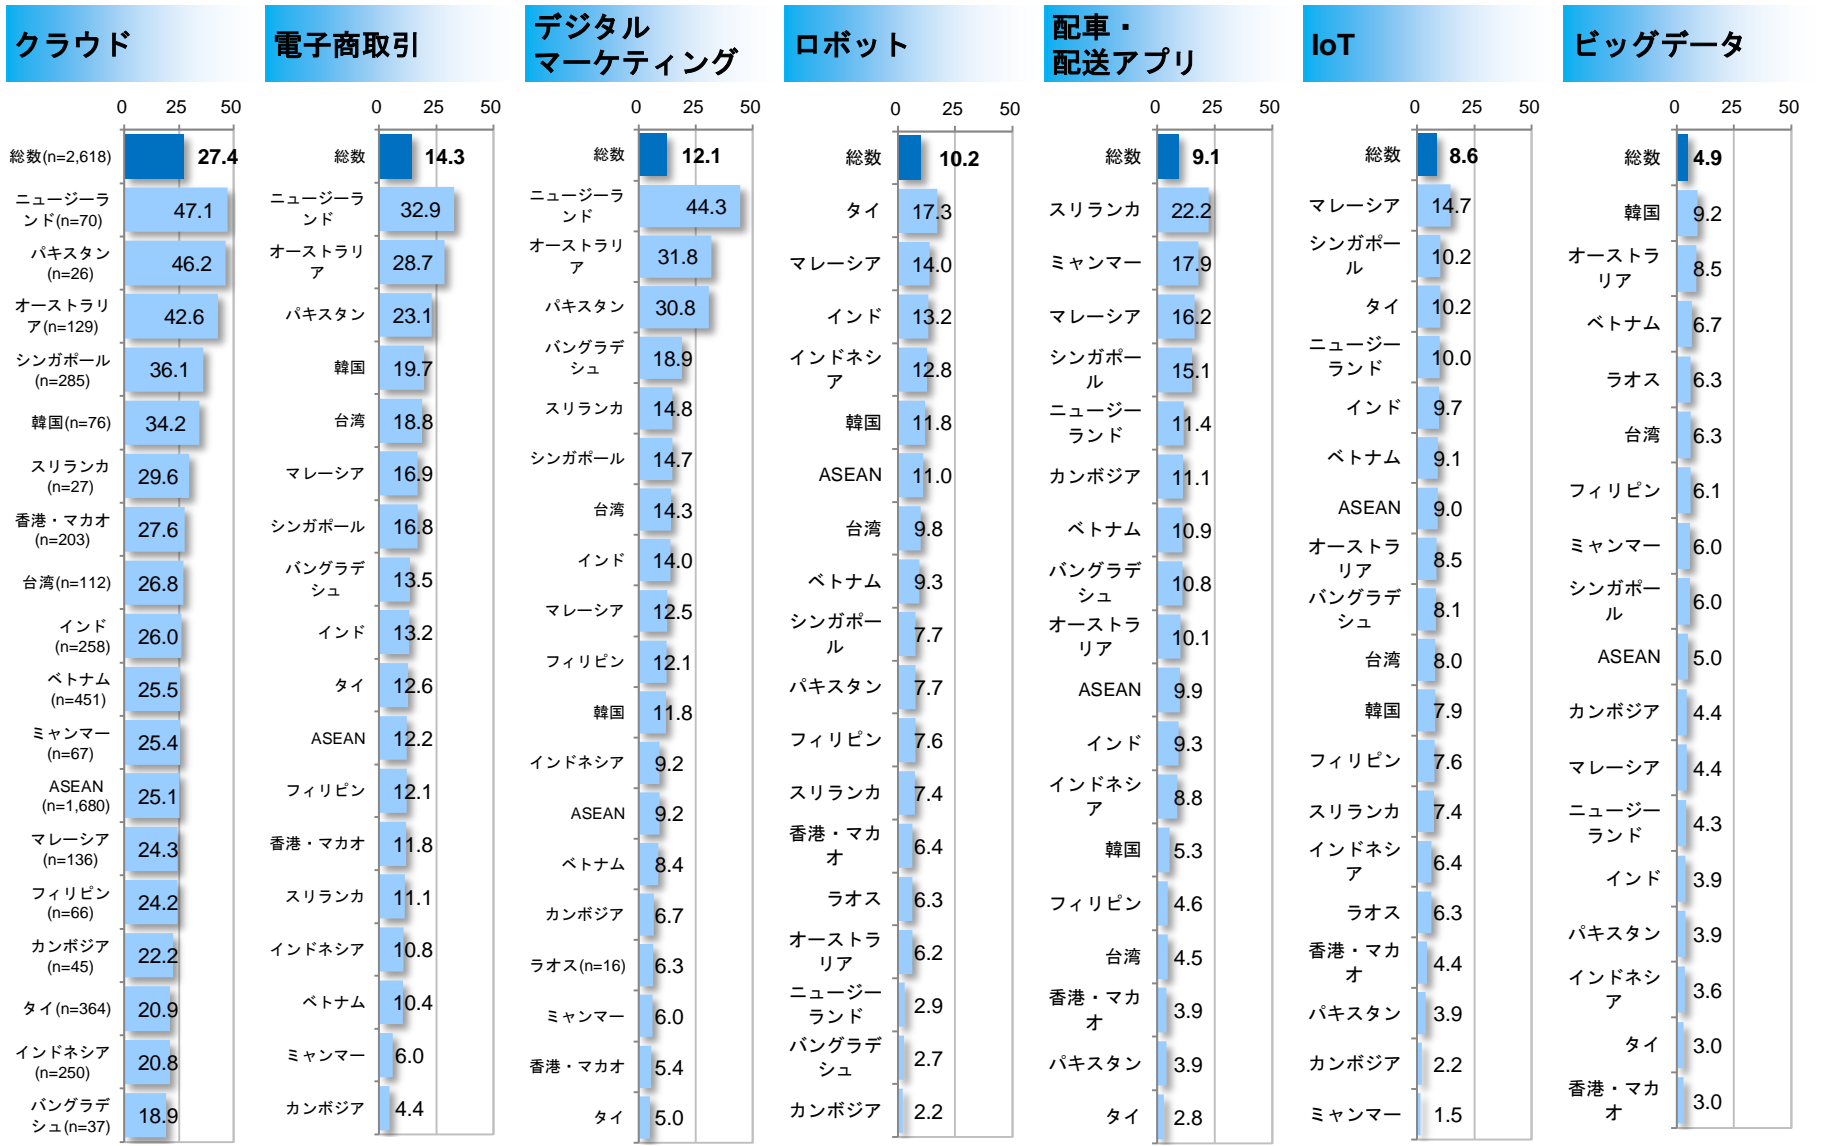 クラウド
0 25 50
総数(n=2,618) 27.4
ニュージーラ
ンド(n=70) 47.1
パキスタン
(n=26) 46.2
オーストラリ
ア(n=129) 42.6
シンガポール
(n=285) 36.1
韓国(n=76) 34.2
スリランカ
(n=27) 29.6
香港・マカオ
(n=203) 27.6
台湾(n=112) 26.8
インド
(n=258) 26.0
ベトナム
(n=451) 25.5
ミャンマー
(n=67) 25.4
ASEAN
(n=1,680) 25.1
マレーシア
(n=136) 24.3
フィリピン
(n=66) 24.2
カンボジア
(n=45) 22.2
タイ(n=364) 20.9
インドネシア
(n=250) 20.8
バングラデ
シュ(n=37) 18.9
電子商取引
0 25 50
総数 14.3
ニュージーラ
ンド 32.9
オーストラリ
ア 28.7
パキスタン 23.1
韓国 19.7
台湾 18.8
マレーシア 16.9
シンガポール 16.8
バングラデ
シュ 13.5
インド 13.2
タイ 12.6
ASEAN 12.2
フィリピン 12.1
香港・マカオ 11.8
スリランカ 11.1
インドネシア 10.8
ベトナム 10.4
ミャンマー 6.0
カンボジア 4.4
デジタル
マーケティング
0 25 50
総数 12.1
ニュージーラ
ンド 44.3
オーストラリ
ア 31.8
パキスタン 30.8
バングラデ
シュ 18.9
スリランカ 14.8
シンガポール 14.7
台湾 14.3
インド 14.0
マレーシア 12.5
フィリピン 12.1
韓国 11.8
インドネシア 9.2
ASEAN 9.2
ベトナム 8.4
カンボジア 6.7
ラオス(n=16) 6.3
ミャンマー 6.0
香港・マカオ 5.4
タイ 5.0
ロボット
0 25 50
総数 10.2
タイ 17.3
マレーシア 14.0
インド 13.2
インドネシ
ア 12.8
韓国 11.8
ASEAN 11.0
台湾 9.8
ベトナム 9.3
シンガポー
ル 7.7
パキスタン 7.7
フィリピン 7.6
スリランカ 7.4
香港・マカ
オ 6.4
ラオス 6.3
オーストラ
リア 6.2
ニュージー
ランド 2.9
バングラデ
シュ 2.7
カンボジア 2.2
配車・
配送アプリ
0 25 50
総数 9.1
スリランカ 22.2
ミャンマー 17.9
マレーシア 16.2
シンガポー
ル 15.1
ニュージー
ランド 11.4
カンボジア 11.1
ベトナム 10.9
バングラデ
シュ 10.8
オーストラ
リア 10.1
ASEAN 9.9
インド 9.3
インドネシ
ア 8.8
韓国 5.3
フィリピン 4.6
台湾 4.5
香港・マカ
オ 3.9
パキスタン 3.9
タイ 2.8
IoT
0 25 50
総数 8.6
マレーシア 14.7
シンガポー
ル 10.2
タイ 10.2
ニュージー
ランド 10.0
インド 9.7
ベトナム 9.1
ASEAN 9.0
オーストラ
リア 8.5
バングラデ
シュ 8.1
台湾 8.0
韓国 7.9
フィリピン 7.6
スリランカ 7.4
インドネシ
ア 6.4
ラオス 6.3
香港・マカ
オ 4.4
パキスタン 3.9
カンボジア 2.2
ミャンマー 1.5
ビッグデータ
0 25 50
総数 4.9
韓国 9.2
オーストラ
リア 8.5
ベトナム 6.7
ラオス 6.3
台湾 6.3
フィリピン 6.1
ミャンマー 6.0
シンガポー
ル 6.0
ASEAN 5.0
カンボジア 4.4
マレーシア 4.4
ニュージー
ランド 4.3
インド 3.9
パキスタン 3.9
インドネシ
ア 3.6
タイ 3.0
香港・マカ
オ 3.0